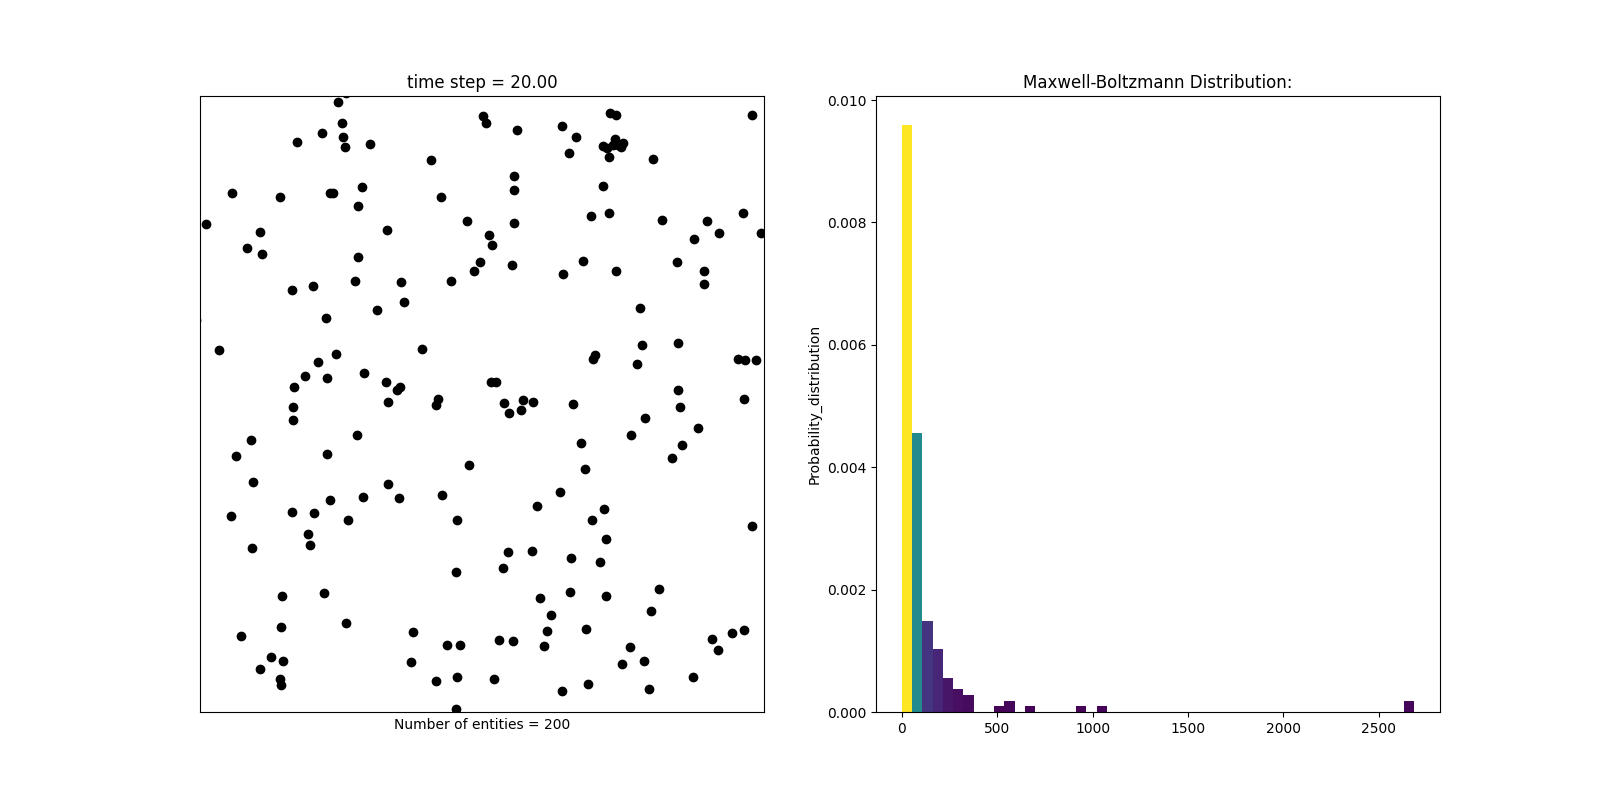 time step = 20.00
Number of entities = 200
Maxwell-Boltzmann Distribution:
Probability_distribution
0.010
0.008
0.006
0.004
0.002
0.000
0 500 1000 1500 2000 2500